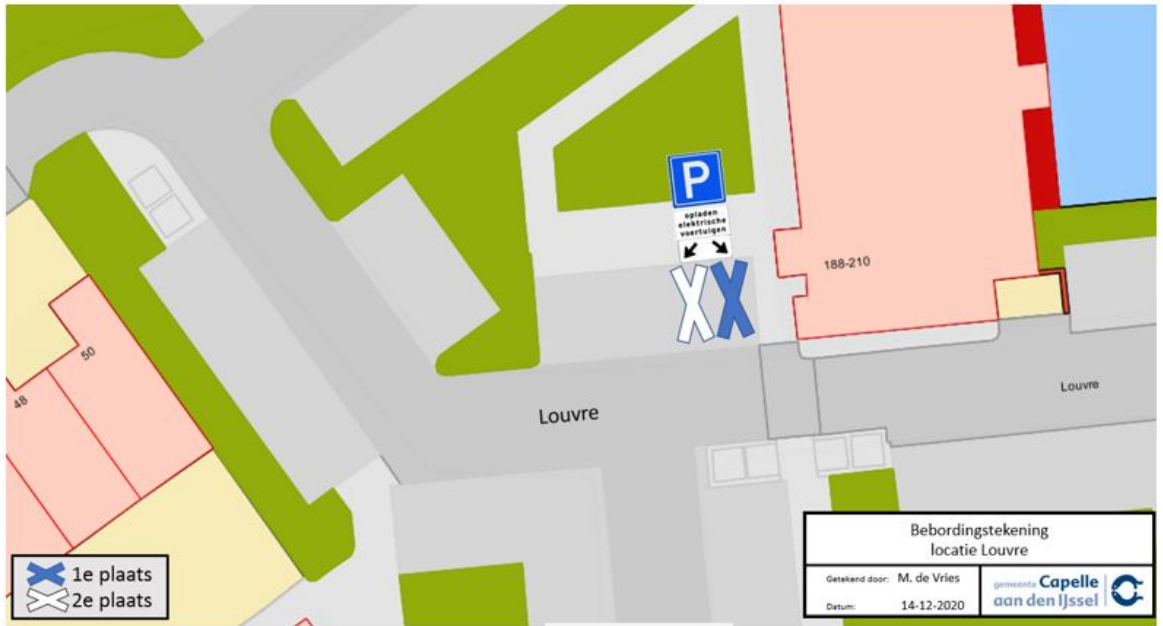 P
opladen
elektrische
voertuigen
188-210
50
48
Louvre
Louvre
1e plaats
2e plaats
Bebordingstekening
locatie Louvre
Getekend door: M. de Vries
Datum: 14-12-2020
gemeente Capelle
aan den IJssel